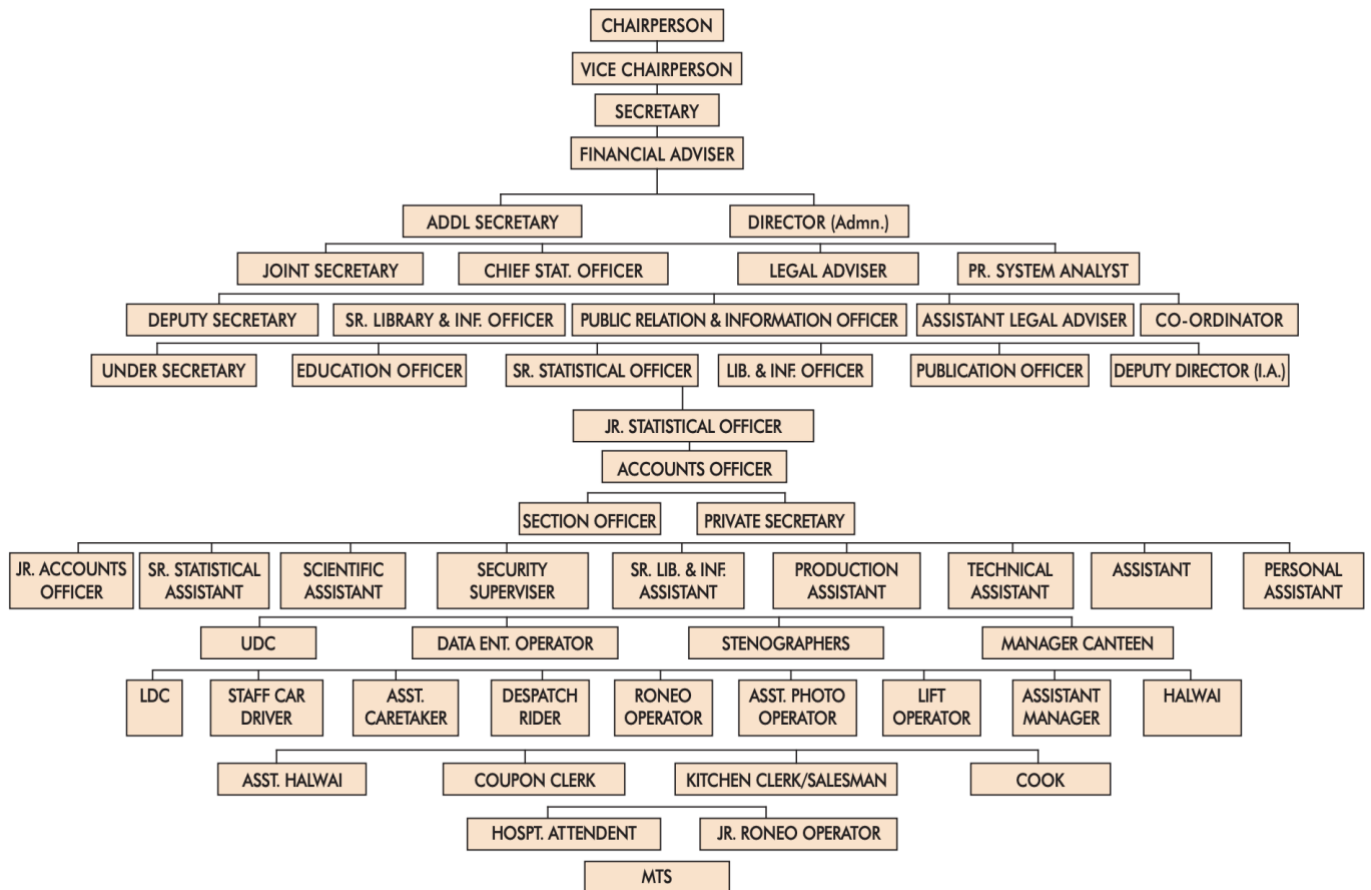 CHAIRPERSON
VICE CHAIRPERSON
SECRETARY
FINANCIAL ADVISER
ADDL SECRETARY
DIRECTOR (Admn.)
JOINT SECRETARY
CHIEF STAT. OFFICER
LEGAL ADVISER
PR. SYSTEM ANALYST
DEPUTY SECRETARY
SR. LIBRARY & INF. OFFICER
PUBLIC RELATION & INFORMATION OFFICER
ASSISTANT LEGAL ADVISER
CO-ORDINATOR
UNDER SECRETARY
EDUCATION OFFICER
SR. STATISTICAL OFFICER
LIB. & INF. OFFICER
PUBLICATION OFFICER
DEPUTY DIRECTOR (I.A.)
JR. STATISTICAL OFFICER
ACCOUNTS OFFICER
SECTION OFFICER
PRIVATE SECRETARY
JR. ACCOUNTS
OFFICER
SR. STATISTICAL
ASSISTANT
SCIENTIFIC
ASSISTANT
SECURITY
SUPERVISER
SR. LIB. & INF.
ASSISTANT
PRODUCTION
ASSISTANT
TECHNICAL
ASSISTANT
ASSISTANT
PERSONAL
ASSISTANT
UDC
DATA ENT. OPERATOR
STENOGRAPHERS
MANAGER CANTEEN
LDC
STAFF CAR
DRIVER
ASST.
CARETAKER
DESPATCH
RIDER
RONEO
OPERATOR
ASST. PHOTO
OPERATOR
LIFT
OPERATOR
ASSISTANT
MANAGER
HALWAI
ASST. HALWAI
COUPON CLERK
KITCHEN CLERK/SALESMAN
COOK
HOSPT. ATTENDENT
JR. RONEO OPERATOR
MTS